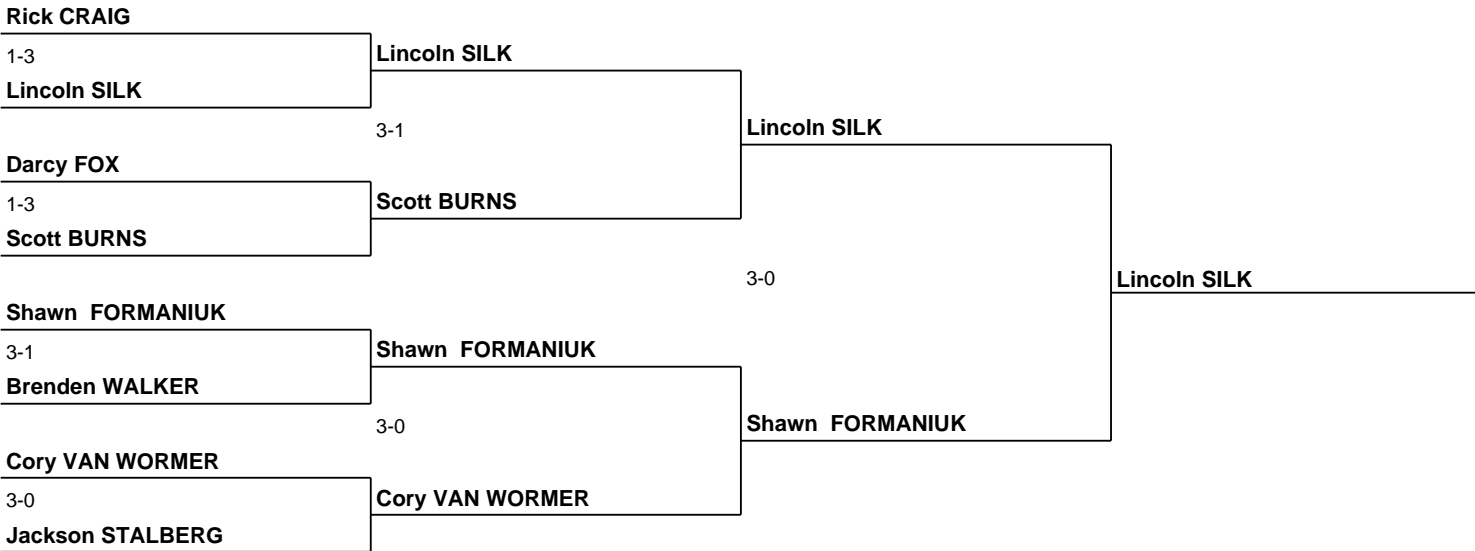 Rick CRAIG
1-3
Lincoln SILK
Lincoln SILK
3-1
Lincoln SILK
Darcy FOX
1-3
Scott BURNS
Scott BURNS
3-0
Lincoln SILK
Shawn  FORMANIUK
3-1
Shawn  FORMANIUK
Brenden WALKER
3-0
Shawn  FORMANIUK
Cory VAN WORMER
3-0
Cory VAN WORMER
Jackson STALBERG